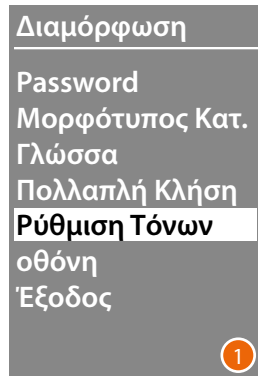 Διαμόρφωση
Password
Μορφότυπος Κατ.
Γλώσσα
Πολλαπλή Κλήση
Ρύθμιση Τόνων
οθόνη
Έξοδος
1